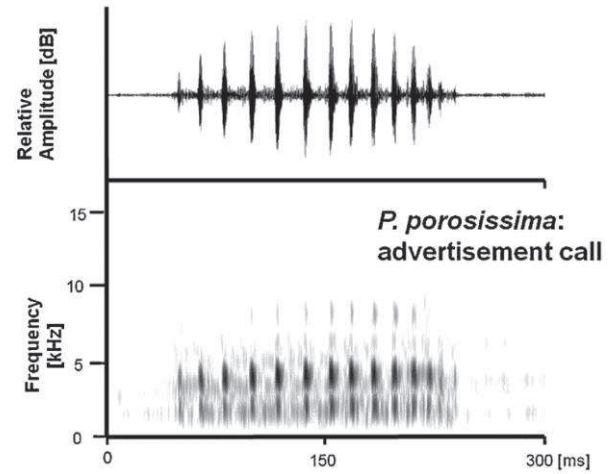 Relative
Amplitude [dB]
P. porosissima:
advertisement call
15
10
5
0
Frequency
[kHz]
0
150
300 [ms]